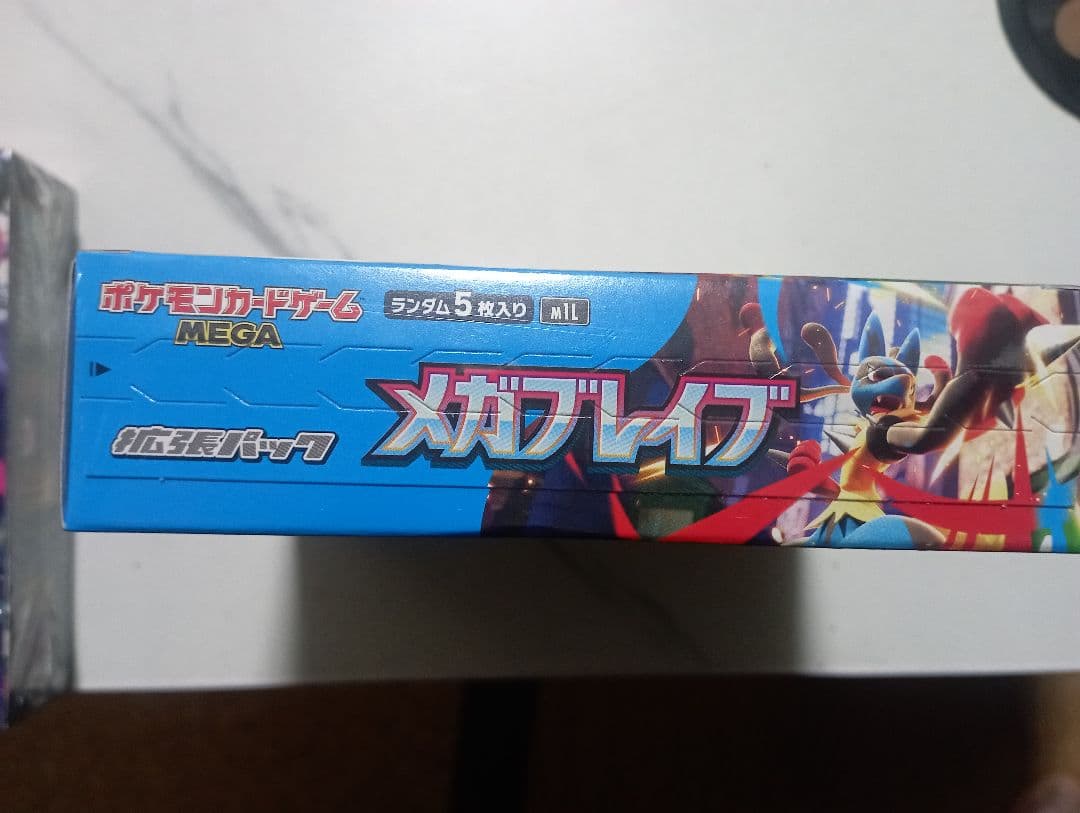 ポケモンカードゲーム
MEGA
ランダム5枚入り
M1L
拡張パック
メガブレイブ